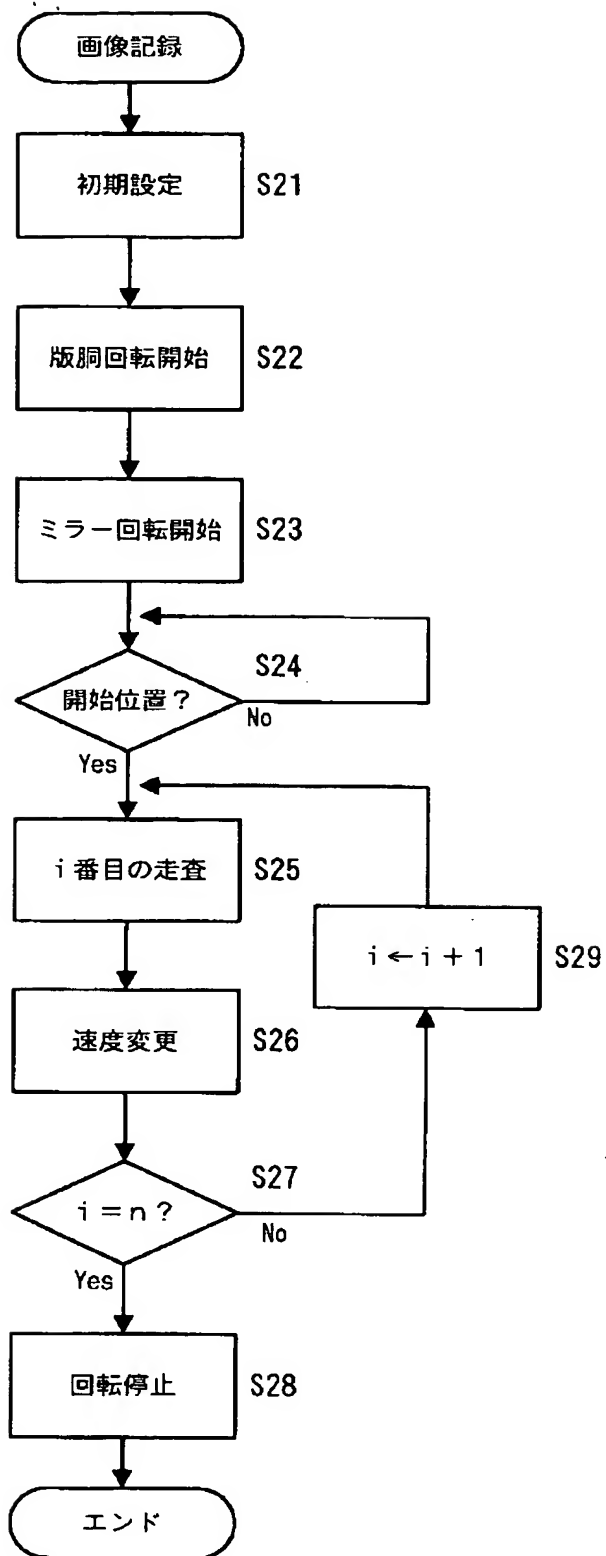 画像記録
初期設定 S21
版胴回転開始 S22
ミラー回転開始 S23
S24
開始位置?
No
Yes
i番目の走査 S25
i←i+1 S29
速度変更 S26
S27
i=n?
No
Yes
回転停止 S28
エンド